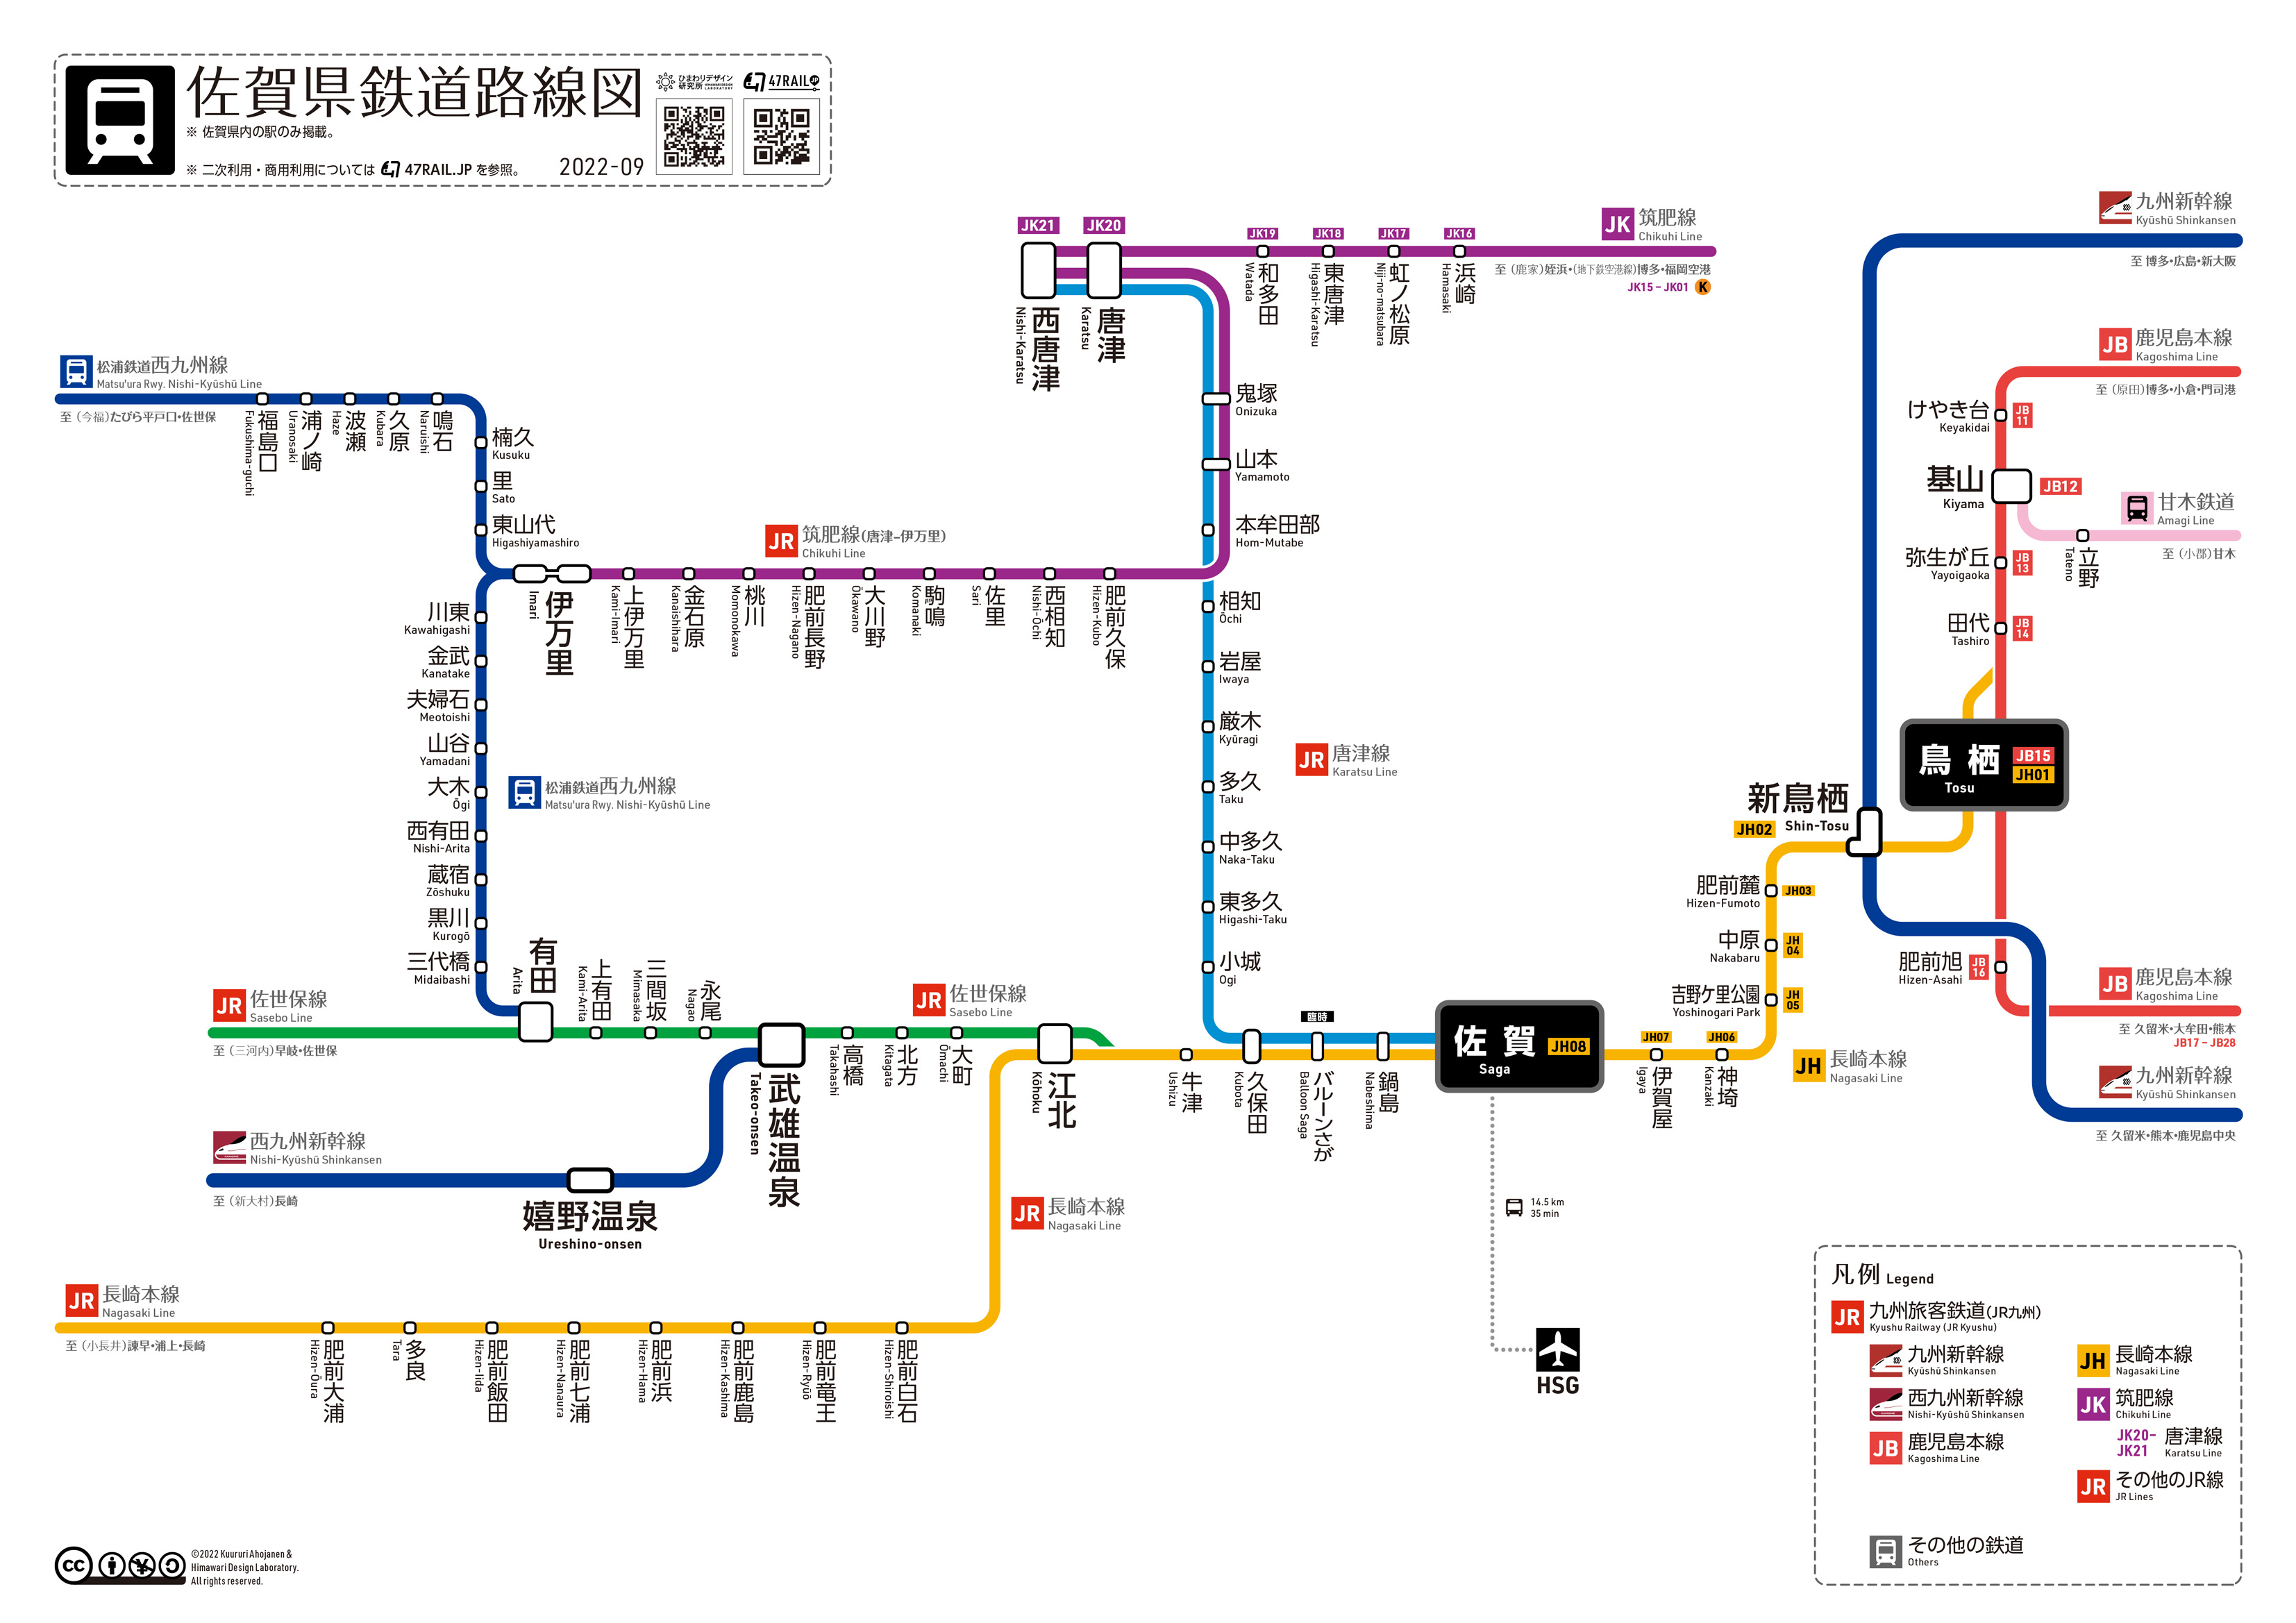 佐賀県鉄道路線図
※ 佐賀県内の駅のみ掲載。
※ 二次利用・商用利用については 47RAIL.JP を参照。
2022-09
ひまわりデザイン
研究所 HIMAWARI DESIGN LABORATORY
47RAIL JP
九州新幹線
Kyūshū Shinkansen
至 博多・広島・新大阪
JK 筑肥線
Chikuhi Line
至 (鹿家)姪浜・(地下鉄空港線)博多・福岡空港
JK15 – JK01 K
JK21
西唐津
Nishi-Karatsu
JK20
唐津
Karatsu
JK19
和多田
Watada
JK18
東唐津
Higashi-Karatsu
JK17
虹ノ松原
Niji-no-matsubara
JK16
浜崎
Hamasaki
JB 鹿児島本線
Kagoshima Line
至 (原田)博多・小倉・門司港
けやき台
Keyakidai
JB 11
基山
Kiyama
JB12
甘木鉄道
Amagi Line
至 (小郡)甘木
立野
Tateno
弥生が丘
Yayoigaoka
JB 13
田代
Tashiro
JB 14
鳥栖
Tosu
JB15
JH01
新鳥栖
Shin-Tosu
JH02
肥前麓
Hizen-Fumoto
JH03
中原
Nakabaru
JH 04
吉野ケ里公園
Yoshinogari Park
JH 05
肥前旭
Hizen-Asahi
JB 16
JB 鹿児島本線
Kagoshima Line
至 久留米・大牟田・熊本
JB17 – JB28
九州新幹線
Kyūshū Shinkansen
至 久留米・熊本・鹿児島中央
JH 長崎本線
Nagasaki Line
松浦鉄道西九州線
Matsu'ura Rwy. Nishi-Kyūshū Line
至 (今福)たびら平戸口・佐世保
福島口
Fukushima-guchi
浦ノ崎
Uranosaki
波瀬
Haze
久原
Kubara
鳴石
Naruishi
楠久
Kusuku
里
Sato
東山代
Higashiyamashiro
伊万里
Imari
JR 筑肥線(唐津–伊万里)
Chikuhi Line
上伊万里
Kami-Imari
金石原
Kanaishihara
桃川
Momonokawa
肥前長野
Hizen-Nagano
大川野
Ōkawano
駒鳴
Komanaki
佐里
Sari
西相知
Nishi-Ōchi
肥前久保
Hizen-Kubo
鬼塚
Onizuka
山本
Yamamoto
本牟田部
Hom-Mutabe
相知
Ōchi
岩屋
Iwaya
厳木
Kyūragi
多久
Taku
中多久
Naka-Taku
東多久
Higashi-Taku
小城
Ogi
JR 唐津線
Karatsu Line
川東
Kawahigashi
金武
Kanatake
夫婦石
Meotoishi
山谷
Yamadani
大木
Ōgi
西有田
Nishi-Arita
蔵宿
Zōshuku
黒川
Kurogō
三代橋
Midaibashi
松浦鉄道西九州線
Matsu'ura Rwy. Nishi-Kyūshū Line
有田
Arita
JR 佐世保線
Sasebo Line
至 (三河内)早岐・佐世保
上有田
Kami-Arita
三間坂
Mimasaka
永尾
Nagao
武雄温泉
Takeo-onsen
高橋
Takahashi
北方
Kitagata
大町
Ōmachi
JR 佐世保線
Sasebo Line
江北
Kōhoku
牛津
Ushizu
久保田
Kubota
臨時
バルーンさが
Balloon Saga
鍋島
Nabeshima
佐賀
Saga
JH08
JH07
伊賀屋
Igaya
JH06
神埼
Kanzaki
14.5 km
35 min
HSG
西九州新幹線
Nishi-Kyūshū Shinkansen
至 (新大村)長崎
嬉野温泉
Ureshino-onsen
JR 長崎本線
Nagasaki Line
JR 長崎本線
Nagasaki Line
至 (小長井)諫早・浦上・長崎
肥前大浦
Hizen-Ōura
多良
Tara
肥前飯田
Hizen-Iida
肥前七浦
Hizen-Nanaura
肥前浜
Hizen-Hama
肥前鹿島
Hizen-Kashima
肥前竜王
Hizen-Ryūō
肥前白石
Hizen-Shiroishi
凡例 Legend
JR 九州旅客鉄道(JR九州)
Kyushu Railway (JR Kyushu)
九州新幹線
Kyūshū Shinkansen
西九州新幹線
Nishi-Kyūshū Shinkansen
JB 鹿児島本線
Kagoshima Line
JH 長崎本線
Nagasaki Line
JK 筑肥線
Chikuhi Line
JK20–
JK21
唐津線
Karatsu Line
JR その他のJR線
JR Lines
その他の鉄道
Others
cc
©2022 Kuururi Ahojanen &
Himawari Design Laboratory.
All rights reserved.